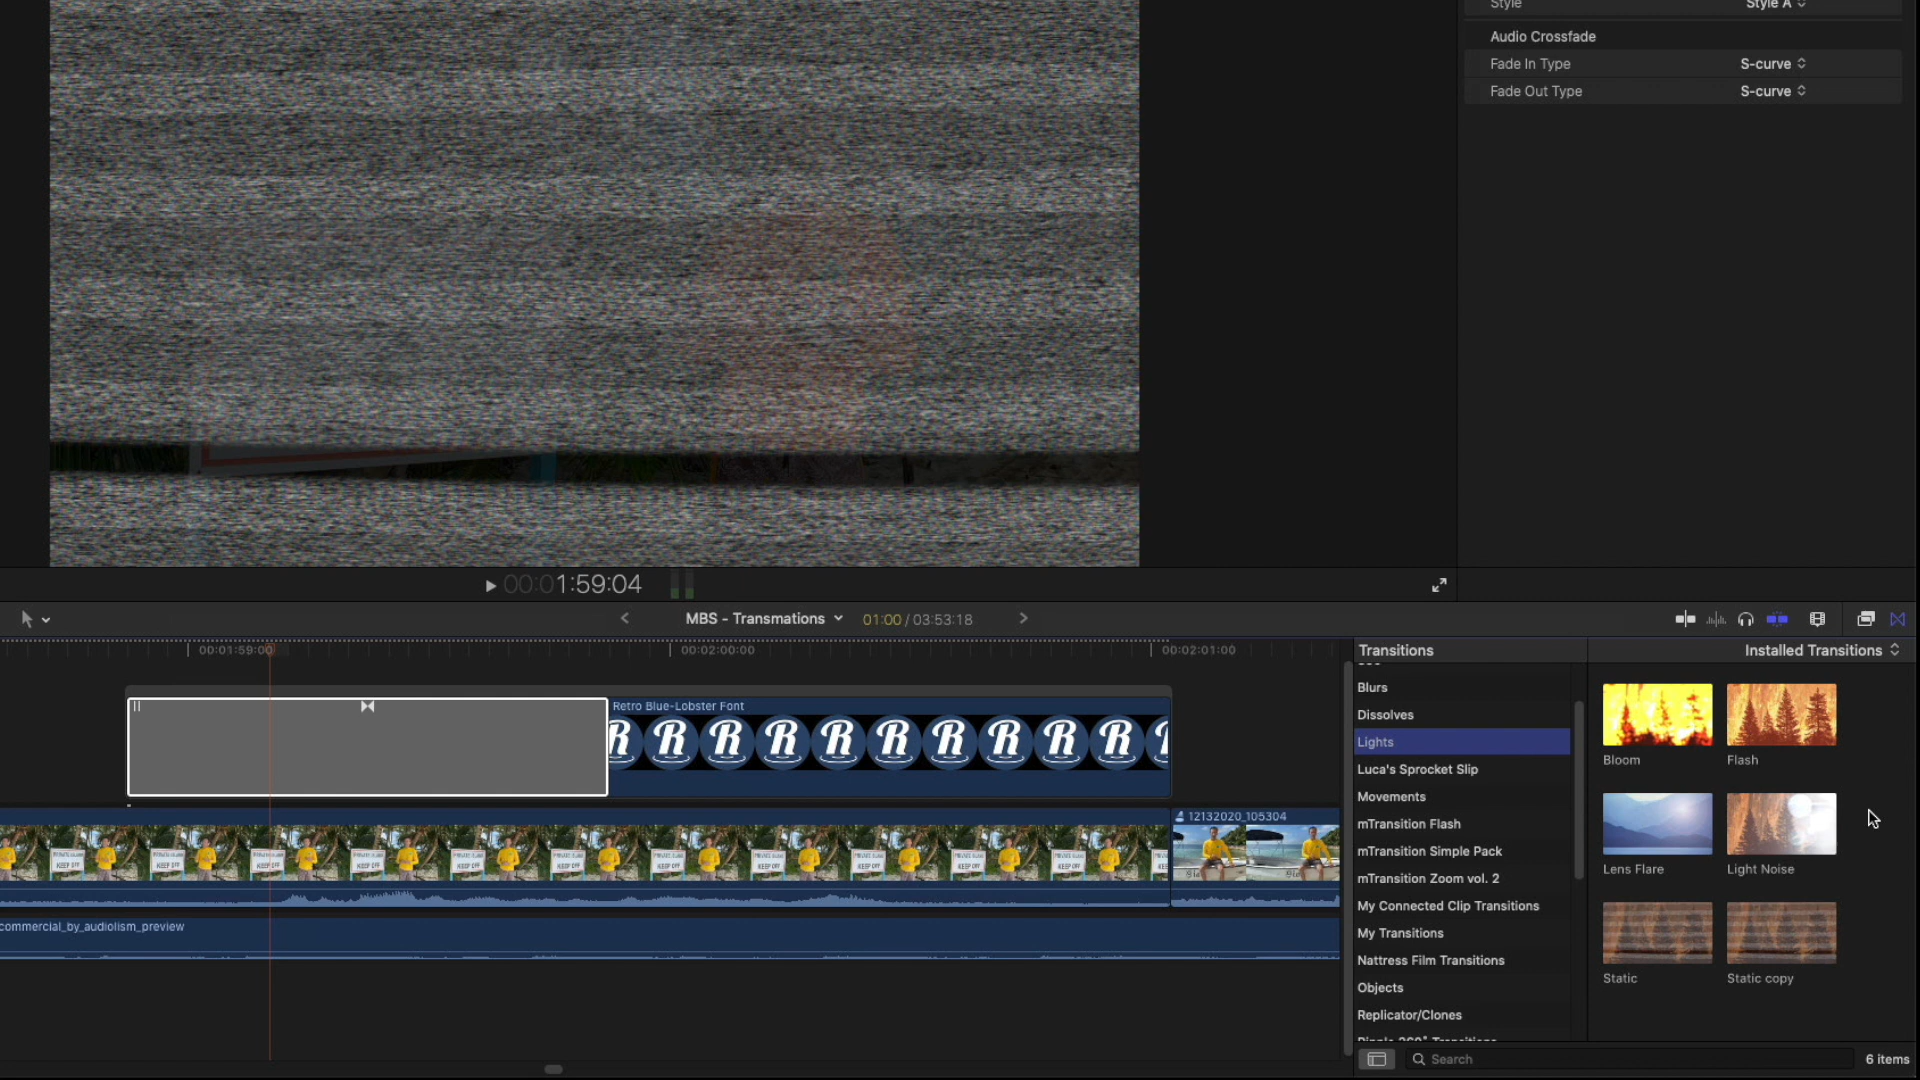 Style Style A
Audio Crossfade
Fade In Type S-curve
Fade Out Type S-curve
00:01:59:04
MBS - Transmations 01:00 / 03:53:18
00:01:59:00 00:02:00:00 00:02:01:00
Transitions Installed Transitions
Blurs
Dissolves
Lights
Luca's Sprocket Slip
Movements
mTransition Flash
mTransition Simple Pack
mTransition Zoom vol. 2
My Connected Clip Transitions
My Transitions
Nattress Film Transitions
Objects
Replicator/Clones
Bloom Flash
Lens Flare Light Noise
Static Static copy
Retro Blue-Lobster Font
R R R R R R R R R R
12132020_105304
KEEP OFF
commercial_by_audiolism_preview
Search 6 items